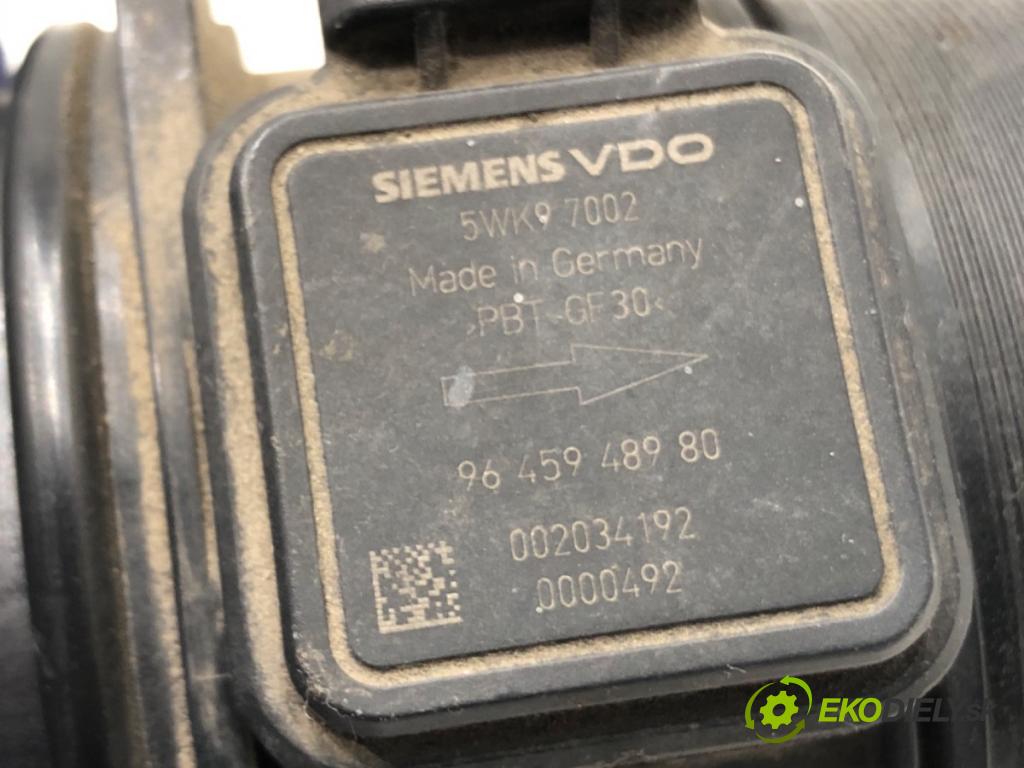 SIEMENS VDO
5WK9 7002
Made in Germany
>PBT-GF30<
96 459 489 80
002034192
0000492
EKODIELY.sk